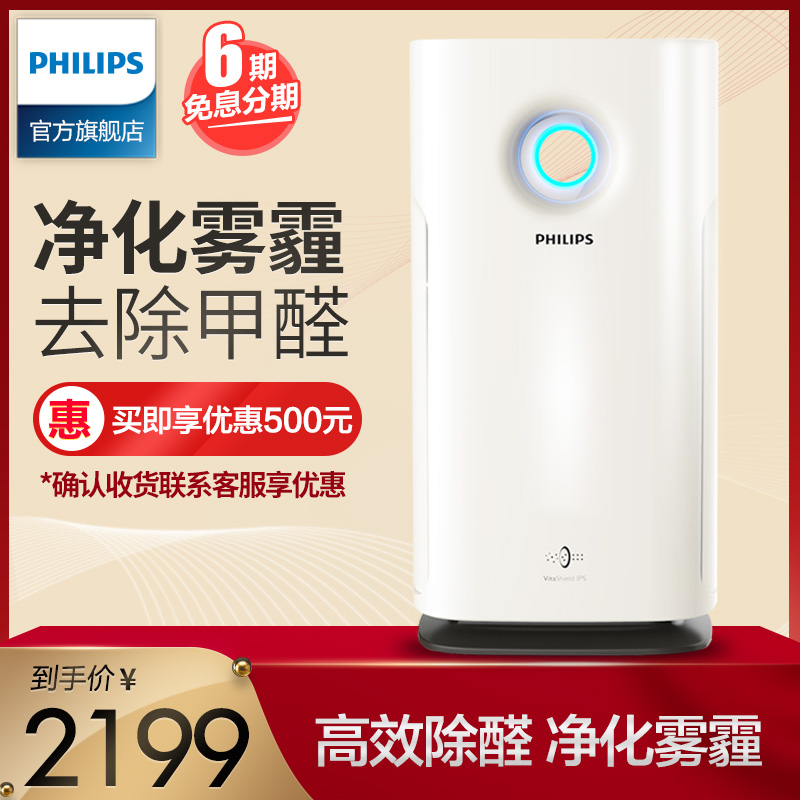 PHILIPS
官方旗舰店
6期
免息分期
净化雾霾
去除甲醛
惠 买即享优惠500元
*确认收货联系客服享优惠
PHILIPS
VitaShield IPS
到手价¥
2199
高效除醛 净化雾霾